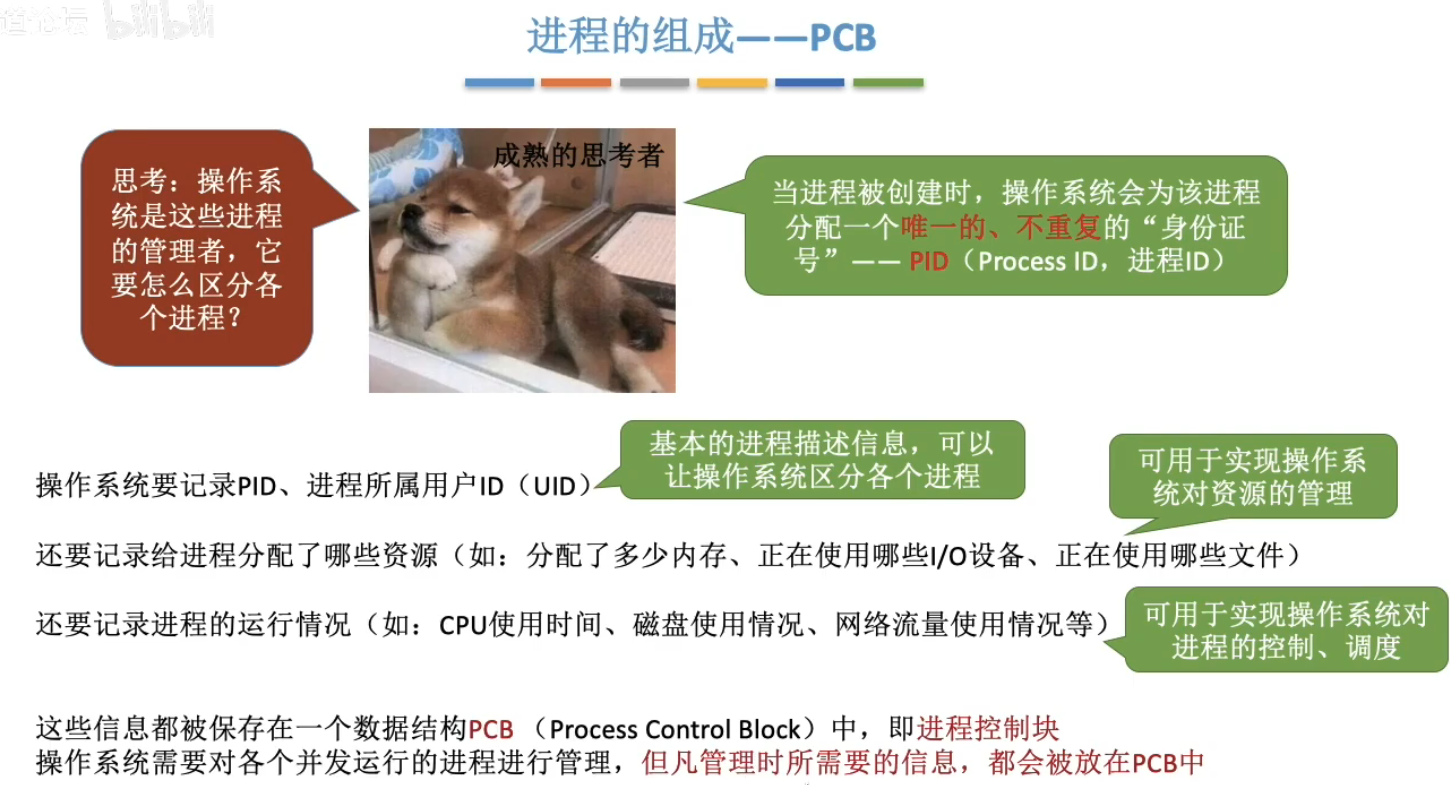 道论坛 bilibili
进程的组成——PCB
思考：操作系
统是这些进程
的管理者，它
要怎么区分各
个进程？
成熟的思考者
当进程被创建时，操作系统会为该进程
分配一个唯一的、不重复的“身份证
号”—— PID（Process ID，进程ID）
基本的进程描述信息，可以
让操作系统区分各个进程
操作系统要记录PID、进程所属用户ID（UID）
可用于实现操作系
统对资源的管理
还要记录给进程分配了哪些资源（如：分配了多少内存、正在使用哪些I/O设备、正在使用哪些文件）
还要记录进程的运行情况（如：CPU使用时间、磁盘使用情况、网络流量使用情况等）
可用于实现操作系统对
进程的控制、调度
这些信息都被保存在一个数据结构PCB （Process Control Block）中，即进程控制块
操作系统需要对各个并发运行的进程进行管理，但凡管理时所需要的信息，都会被放在PCB中